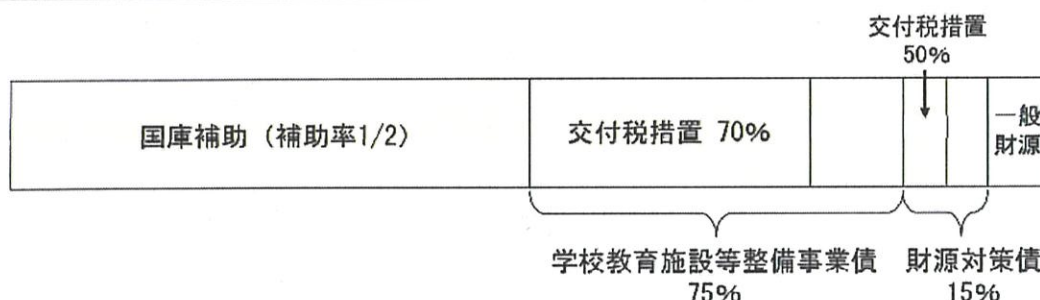 交付税措置
50%
国庫補助（補助率1/2）
交付税措置 70%
一般
財源
学校教育施設等整備事業債
75%
財源対策債
15%